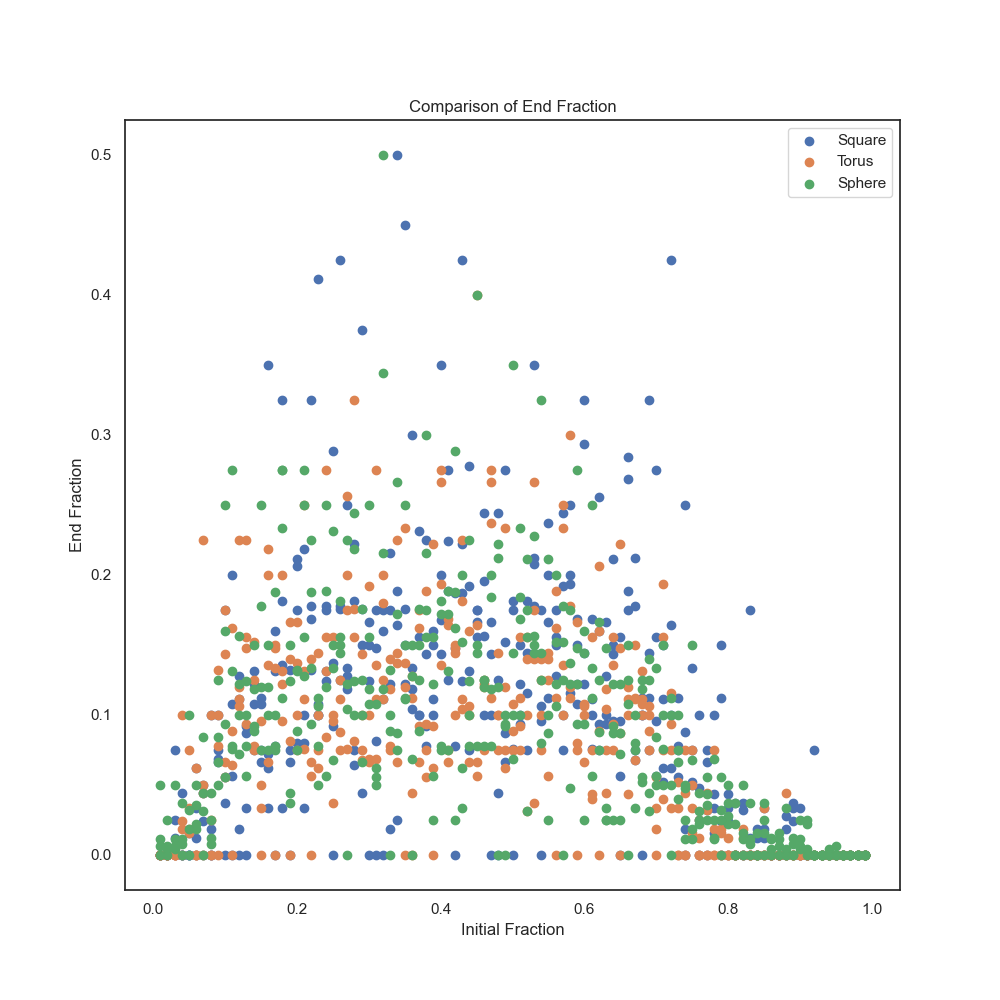 Comparison of End Fraction
Square
Torus
Sphere
0.5
0.4
0.3
0.2
0.1
0.0
End Fraction
0.0 0.2 0.4 0.6 0.8 1.0
Initial Fraction